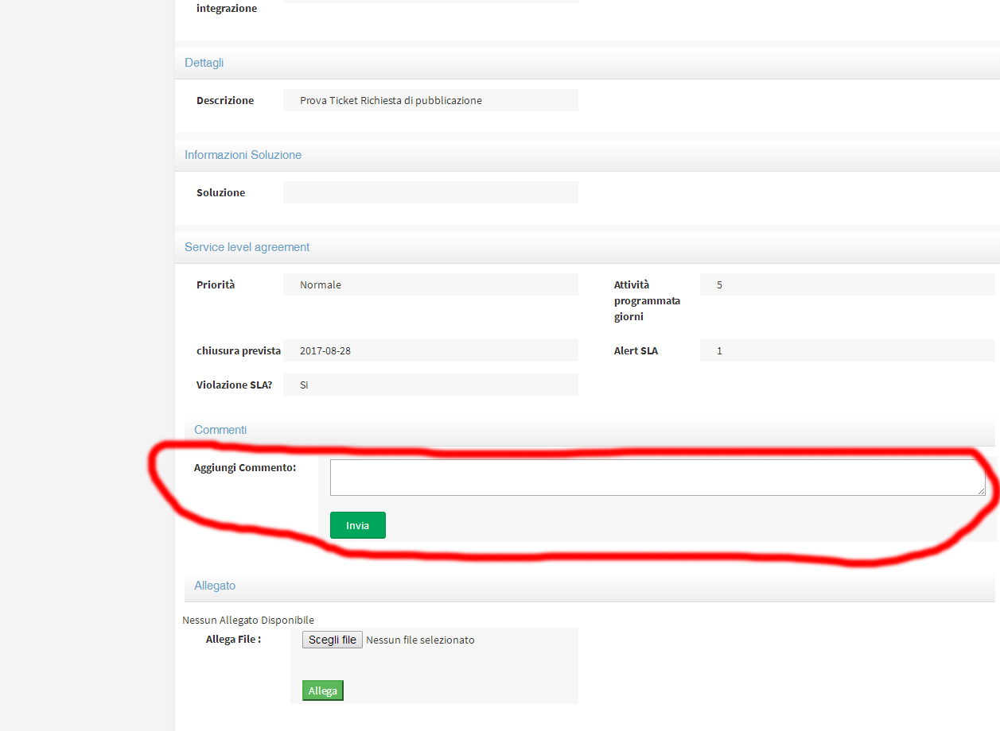 integrazione
Dettagli
Descrizione Prova Ticket Richiesta di pubblicazione
Informazioni Soluzione
Soluzione
Service level agreement
Priorità Normale Attività 5
programmata
giorni
chiusura prevista 2017-08-28 Alert SLA 1
Violazione SLA? Si
Commenti
Aggiungi Commento:
Invia
Allegato
Nessun Allegato Disponibile
Allega File : Scegli file Nessun file selezionato
Allega